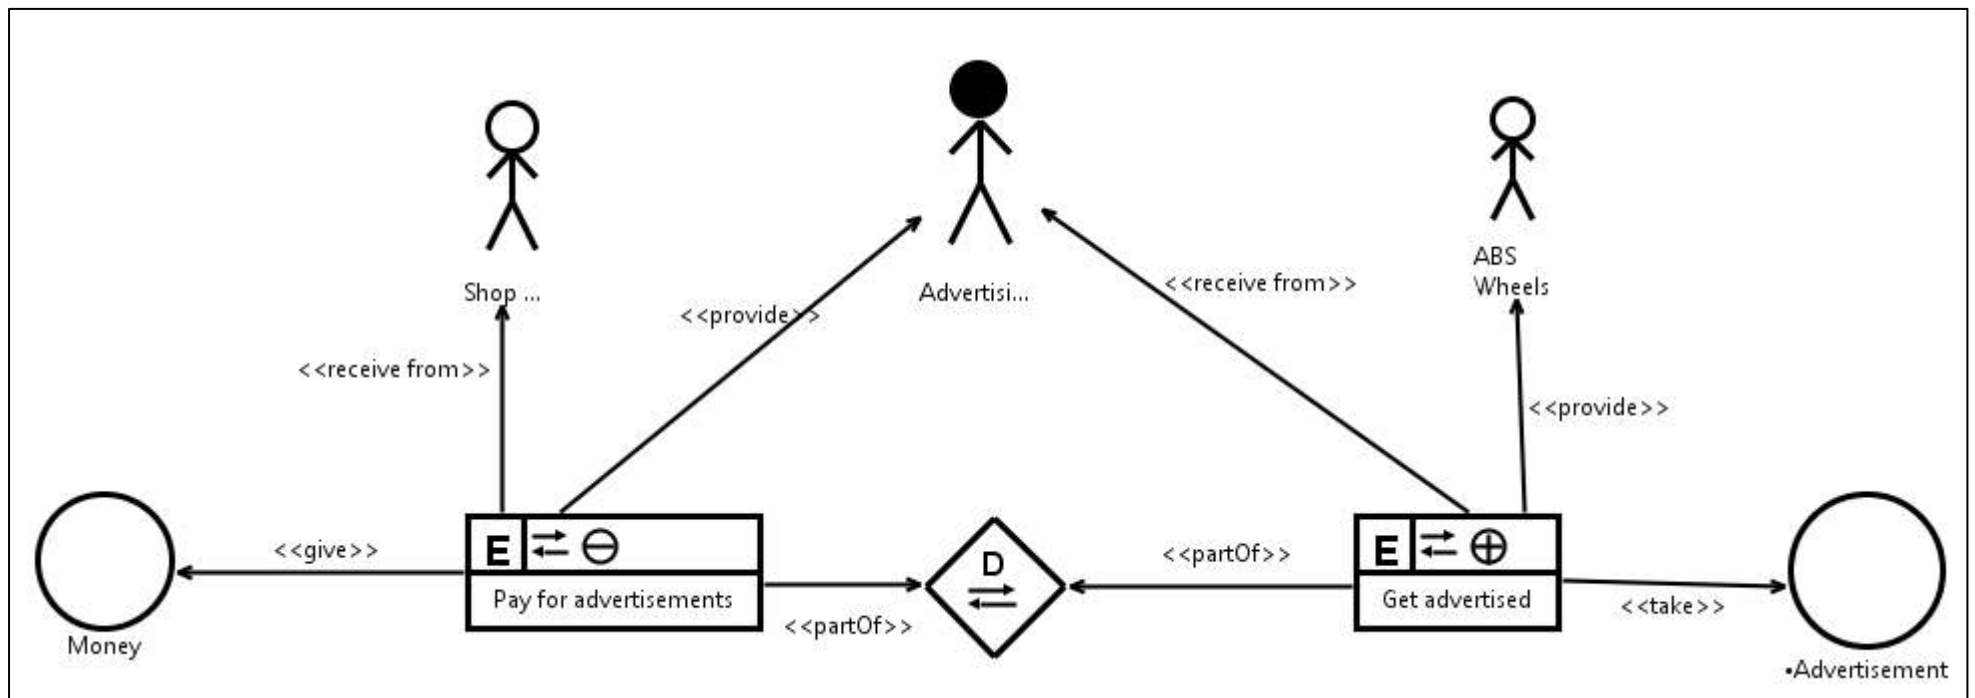 ABS
Wheels
Shop ...
Advertisi...
<<receive from>>
<<provide>>
<<receive from>>
<<provide>>
<<give>>
E
Pay for advertisements
<<partOf>>
D
<<partOf>>
E
Get advertised
<<take>>
Money
•Advertisement